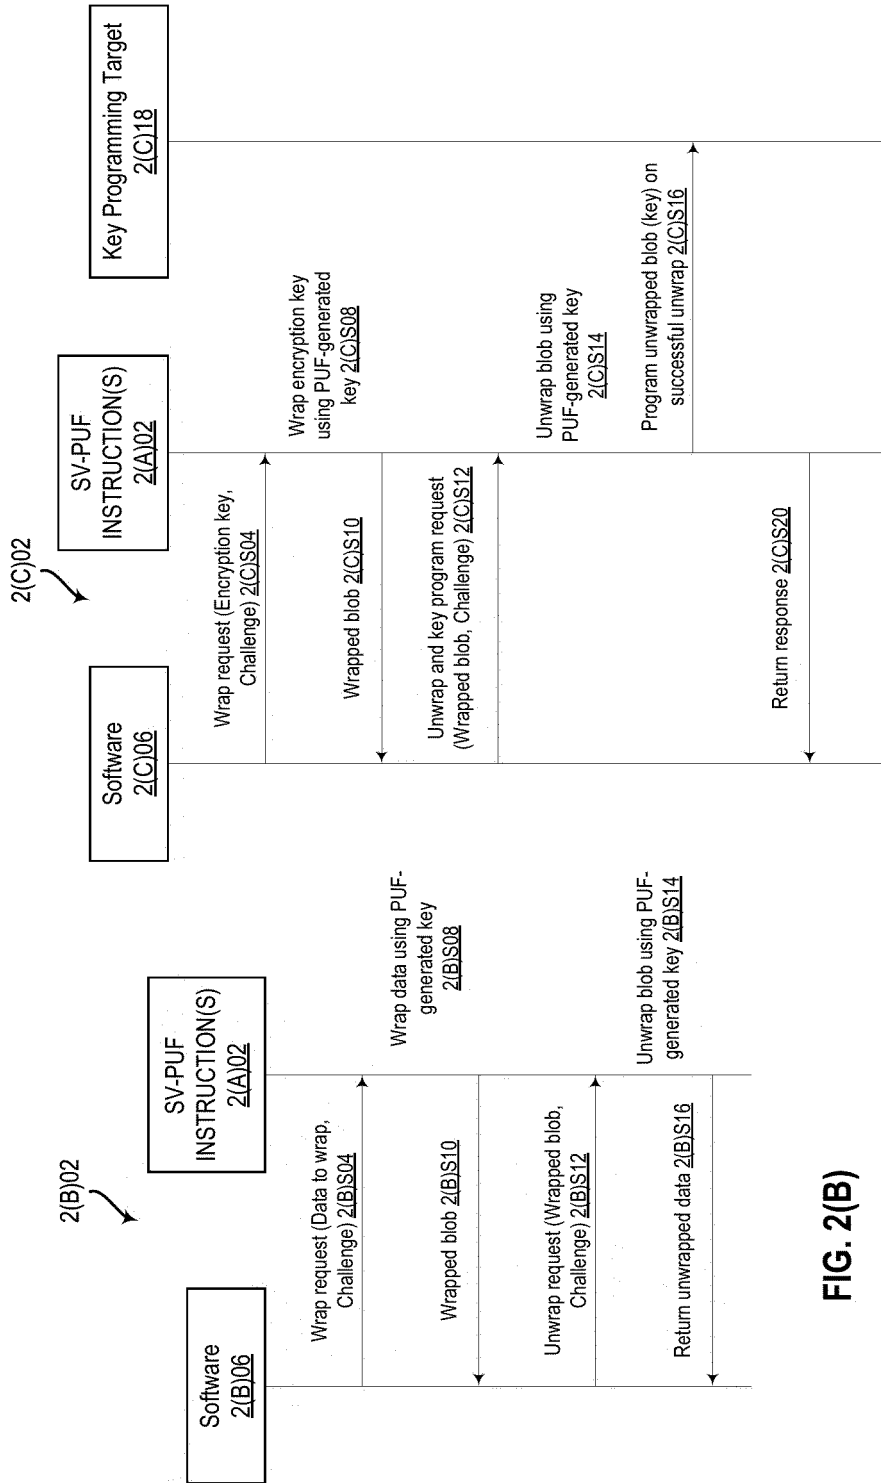 2(B)02
Software
2(B)06
SV-PUF
INSTRUCTION(S)
2(A)02
Wrap request (Data to wrap,
Challenge) 2(B)S04
Wrap data using PUF-
generated key
2(B)S08
Wrapped blob 2(B)S10
Unwrap request (Wrapped blob,
Challenge) 2(B)S12
Unwrap blob using PUF-
generated key 2(B)S14
Return unwrapped data 2(B)S16
FIG. 2(B)
2(C)02
Software
2(C)06
SV-PUF
INSTRUCTION(S)
2(A)02
Key Programming Target
2(C)18
Wrap request (Encryption key,
Challenge) 2(C)S04
Wrap encryption key
using PUF-generated
key 2(C)S08
Wrapped blob 2(C)S10
Unwrap and key program request
(Wrapped blob, Challenge) 2(C)S12
Unwrap blob using
PUF-generated key
2(C)S14
Program unwrapped blob (key) on
successful unwrap 2(C)S16
Return response 2(C)S20